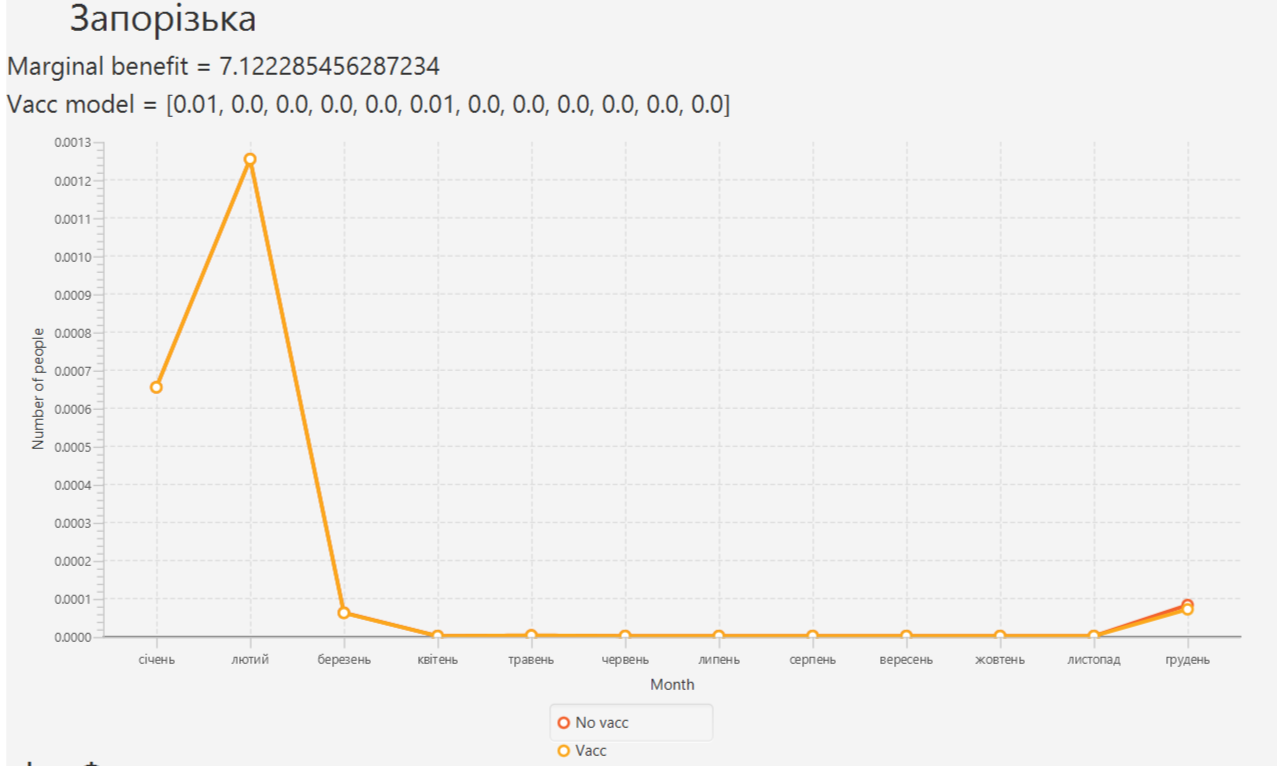 Запорізька
Marginal benefit = 7.122285456287234
Vacc model = [0.01, 0.0, 0.0, 0.0, 0.0, 0.01, 0.0, 0.0, 0.0, 0.0, 0.0, 0.0]
0.0013
0.0012
0.0011
0.0010
0.0009
0.0008
0.0007
0.0006
0.0005
0.0004
0.0003
0.0002
0.0001
0.0000
Number of people
січень лютий березень квітень травень червень липень серпень вересень жовтень листопад грудень
Month
No vacc
Vacc